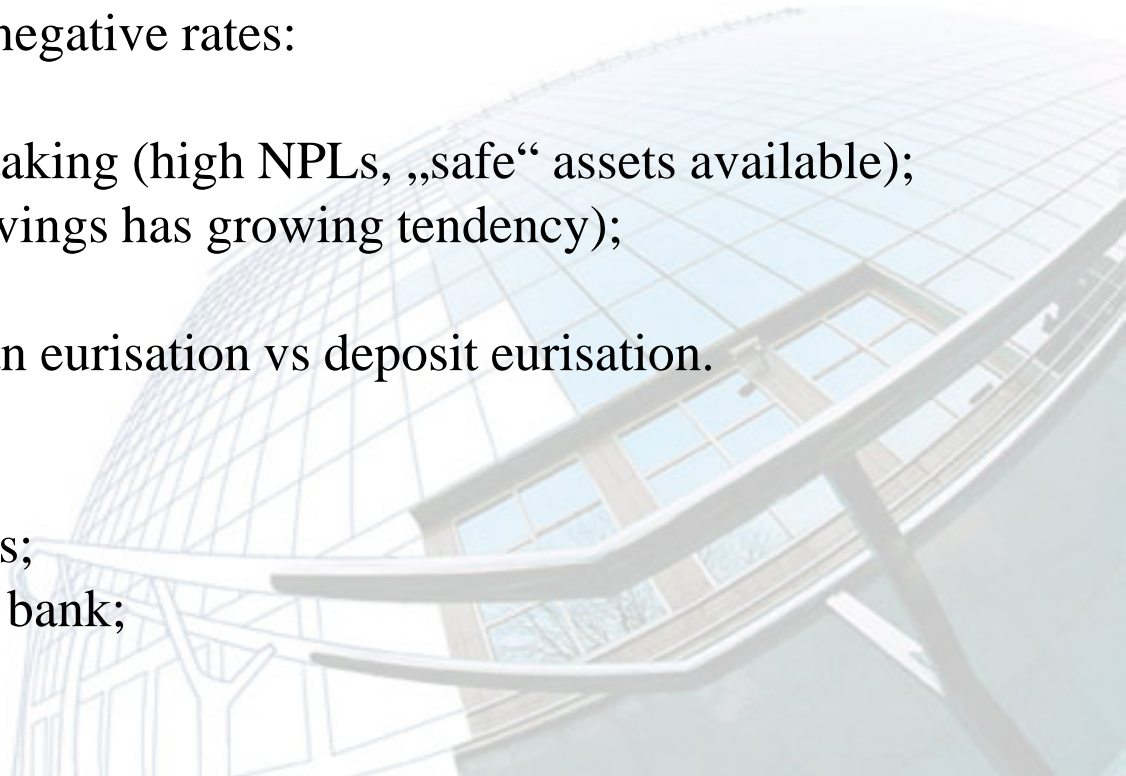 negative rates:
aking (high NPLs, „safe“ assets available);
vings has growing tendency);
n eurisation vs deposit eurisation.
s;
bank;